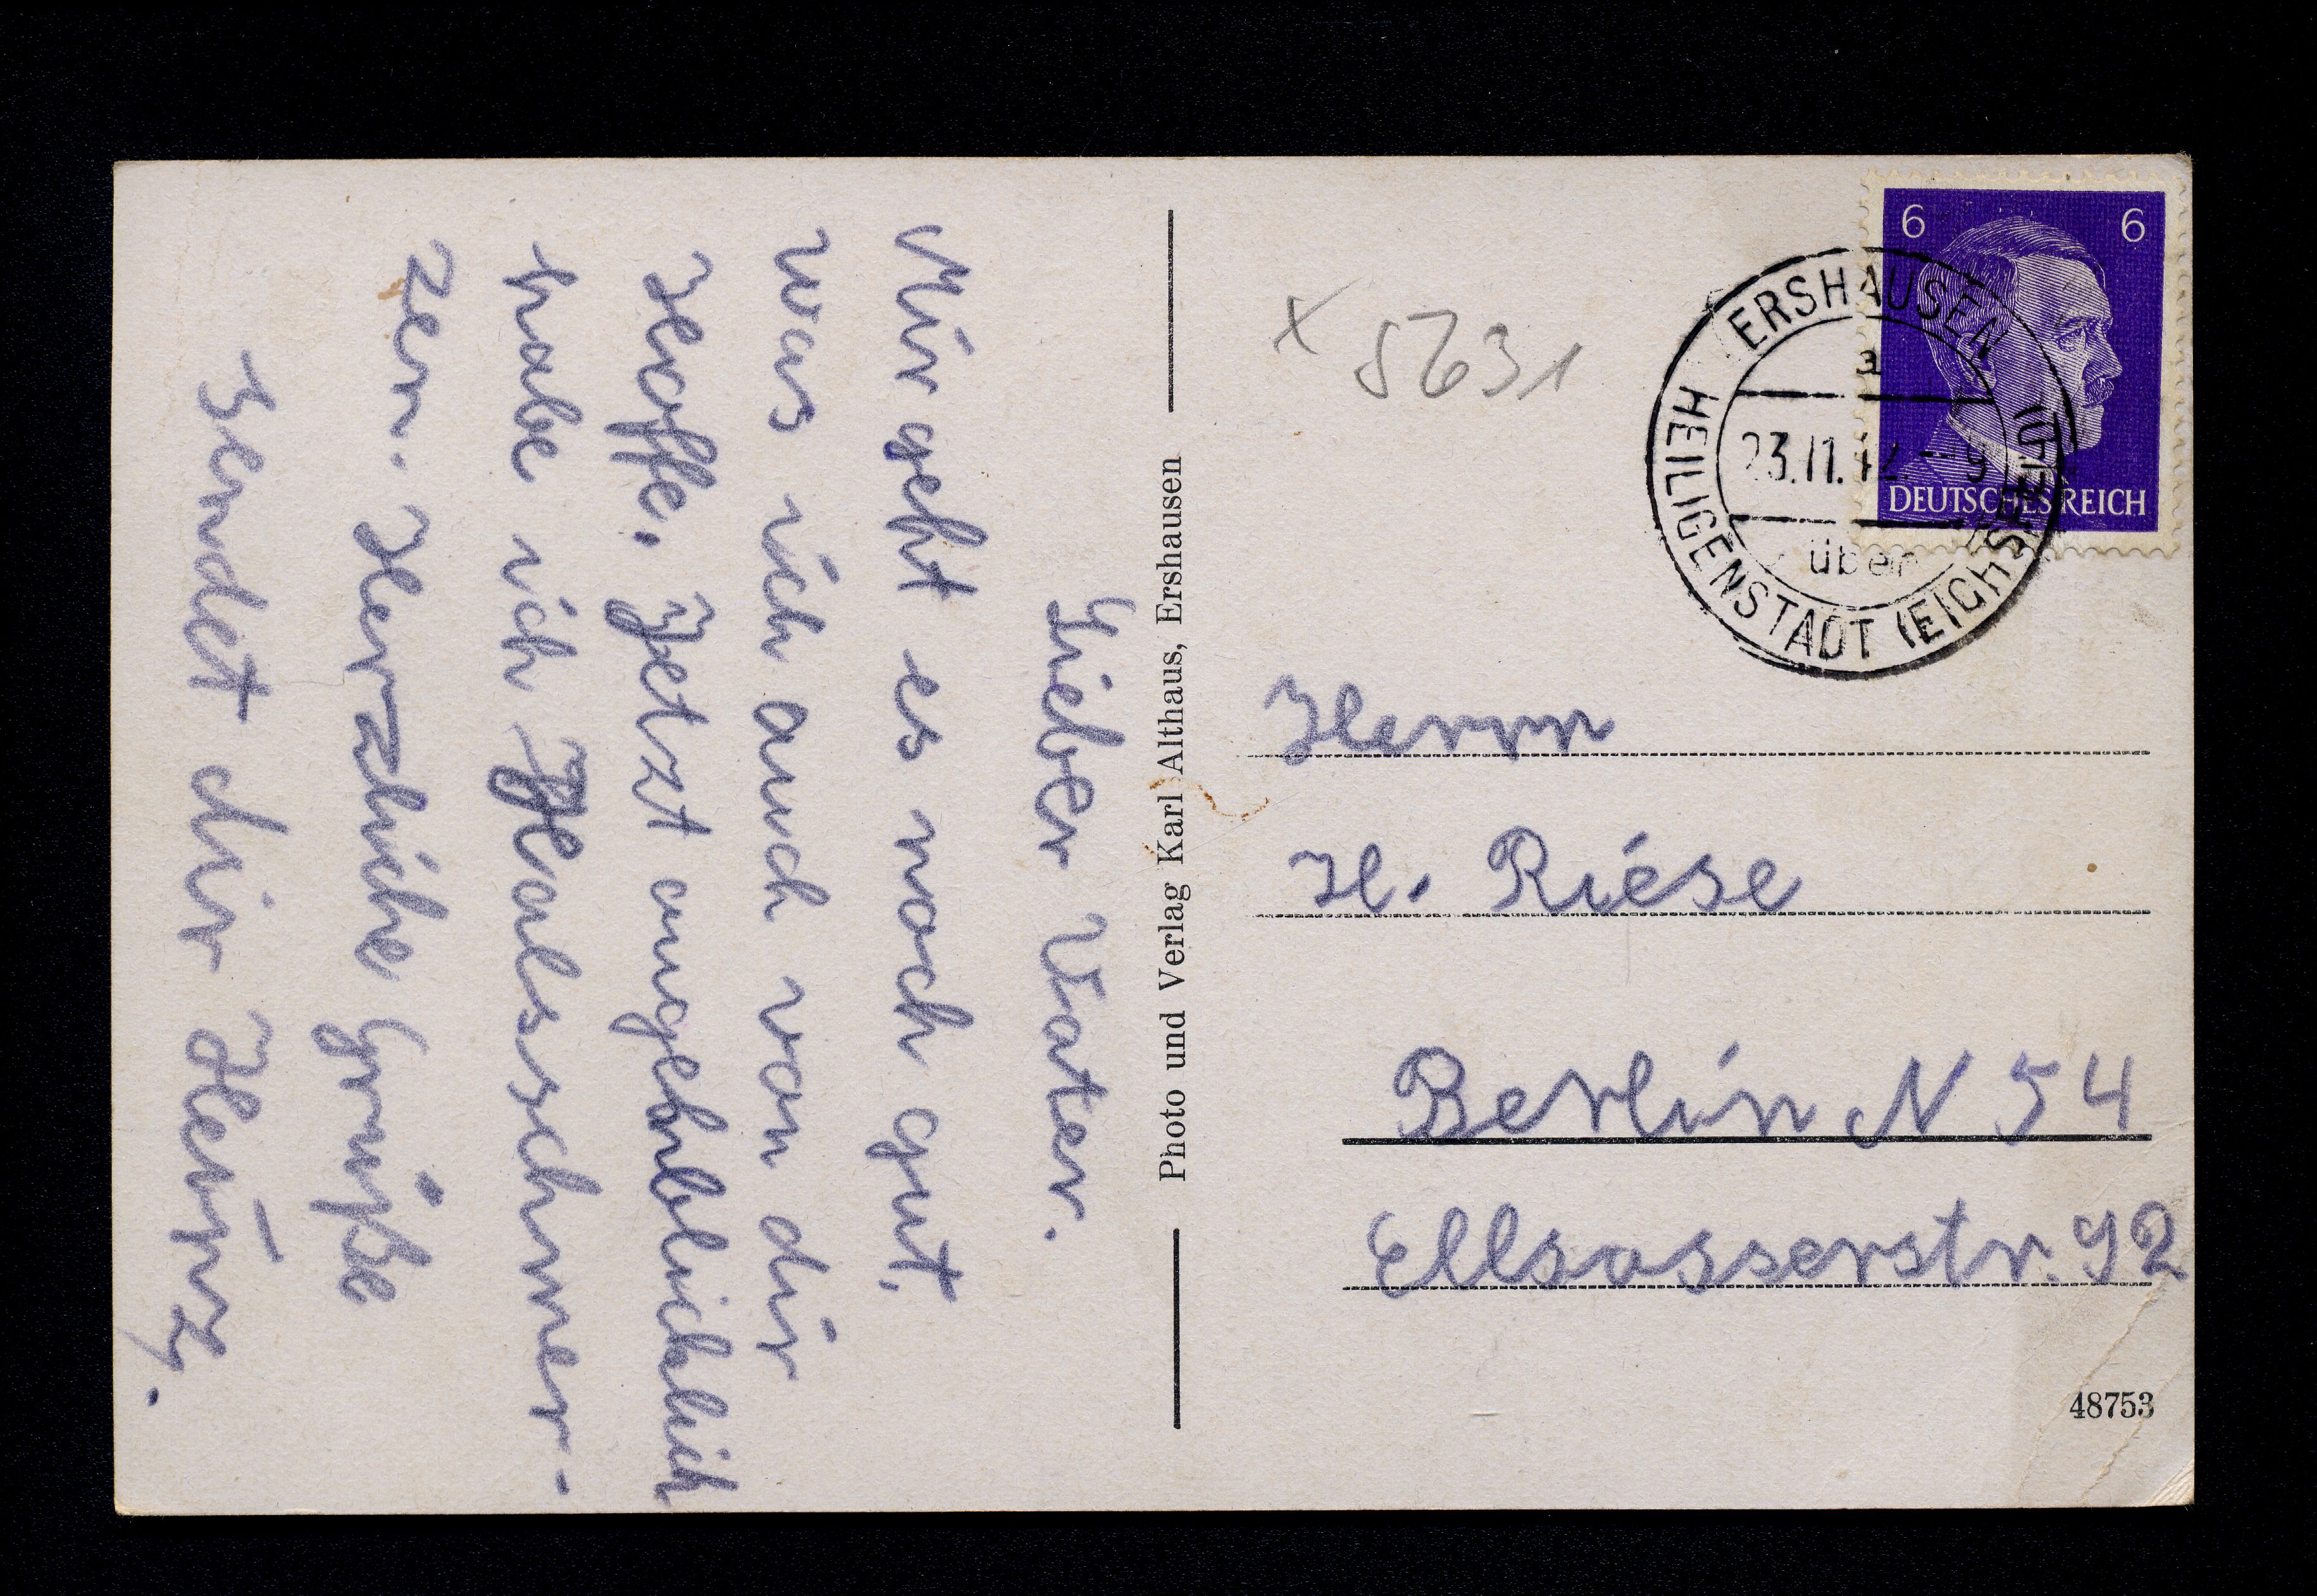 Lieber Vater.
Mir geht es noch gut,
was ich auch von dir
Hoffe. Jetzt augehnblicklich
habe ich Halsschmer-
zen. Herzliche Grüße
sendet dir Heinz.
Photo und Verlag Karl Althaus, Ershausen
x 5631
6 6
DEUTSCHES REICH
ERSHAUSEN
a
23.11.42.-9
über
HEILIGENSTADT (EICHSFELD)
Herrn
H. Riese
Berlin N 54
Ellsasserstr. 92
48753